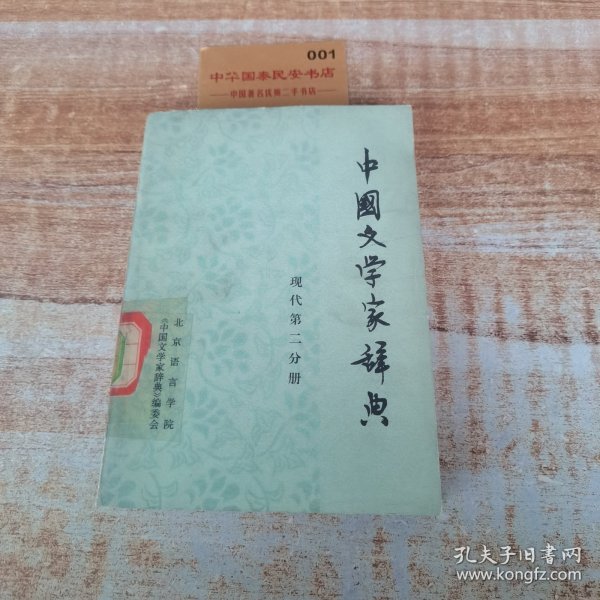 001
中华国泰民安书店
——中国著名优质二手书店——
中國文学家辞典
现代第二分册
北京语言学院
《中国文学家辞典》编委会
孔夫子旧书网
www.kongfz.com